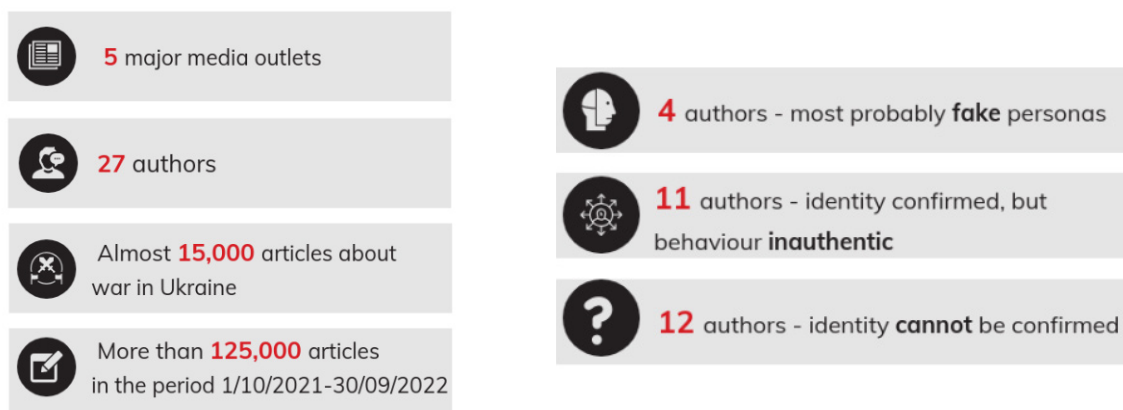 5 major media outlets
27 authors
Almost 15,000 articles about
war in Ukraine
More than 125,000 articles
in the period 1/10/2021-30/09/2022
4 authors - most probably fake personas
11 authors - identity confirmed, but
behaviour inauthentic
12 authors - identity cannot be confirmed